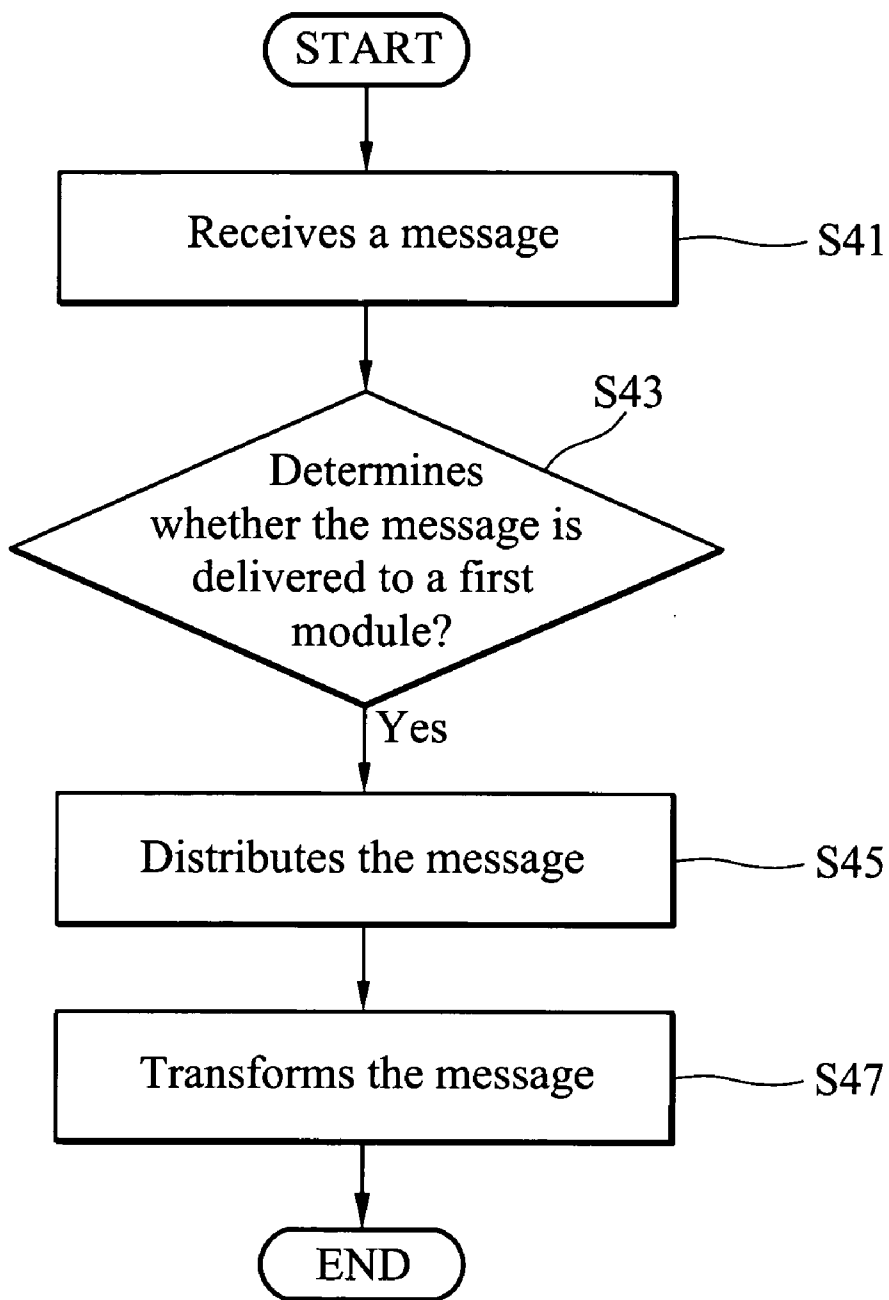 START
Receives a message
S41
S43
Determines
whether the message is
delivered to a first
module?
Yes
Distributes the message
S45
Transforms the message
S47
END